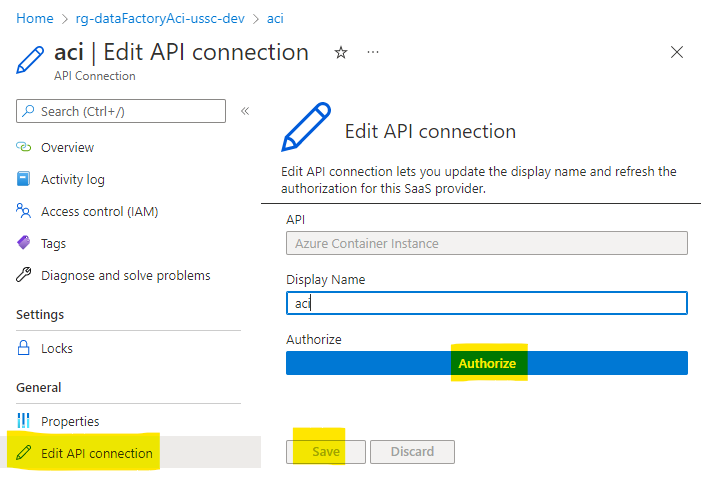 Home > rg-dataFactoryAci-ussc-dev > aci
aci | Edit API connection
API Connection
Search (Ctrl+/)
Overview
Activity log
Access control (IAM)
Tags
Diagnose and solve problems
Settings
Locks
General
Properties
Edit API connection
Edit API connection
Edit API connection lets you update the display name and refresh the
authorization for this SaaS provider.
API
Azure Container Instance
Display Name
aci
Authorize
Authorize
Save
Discard